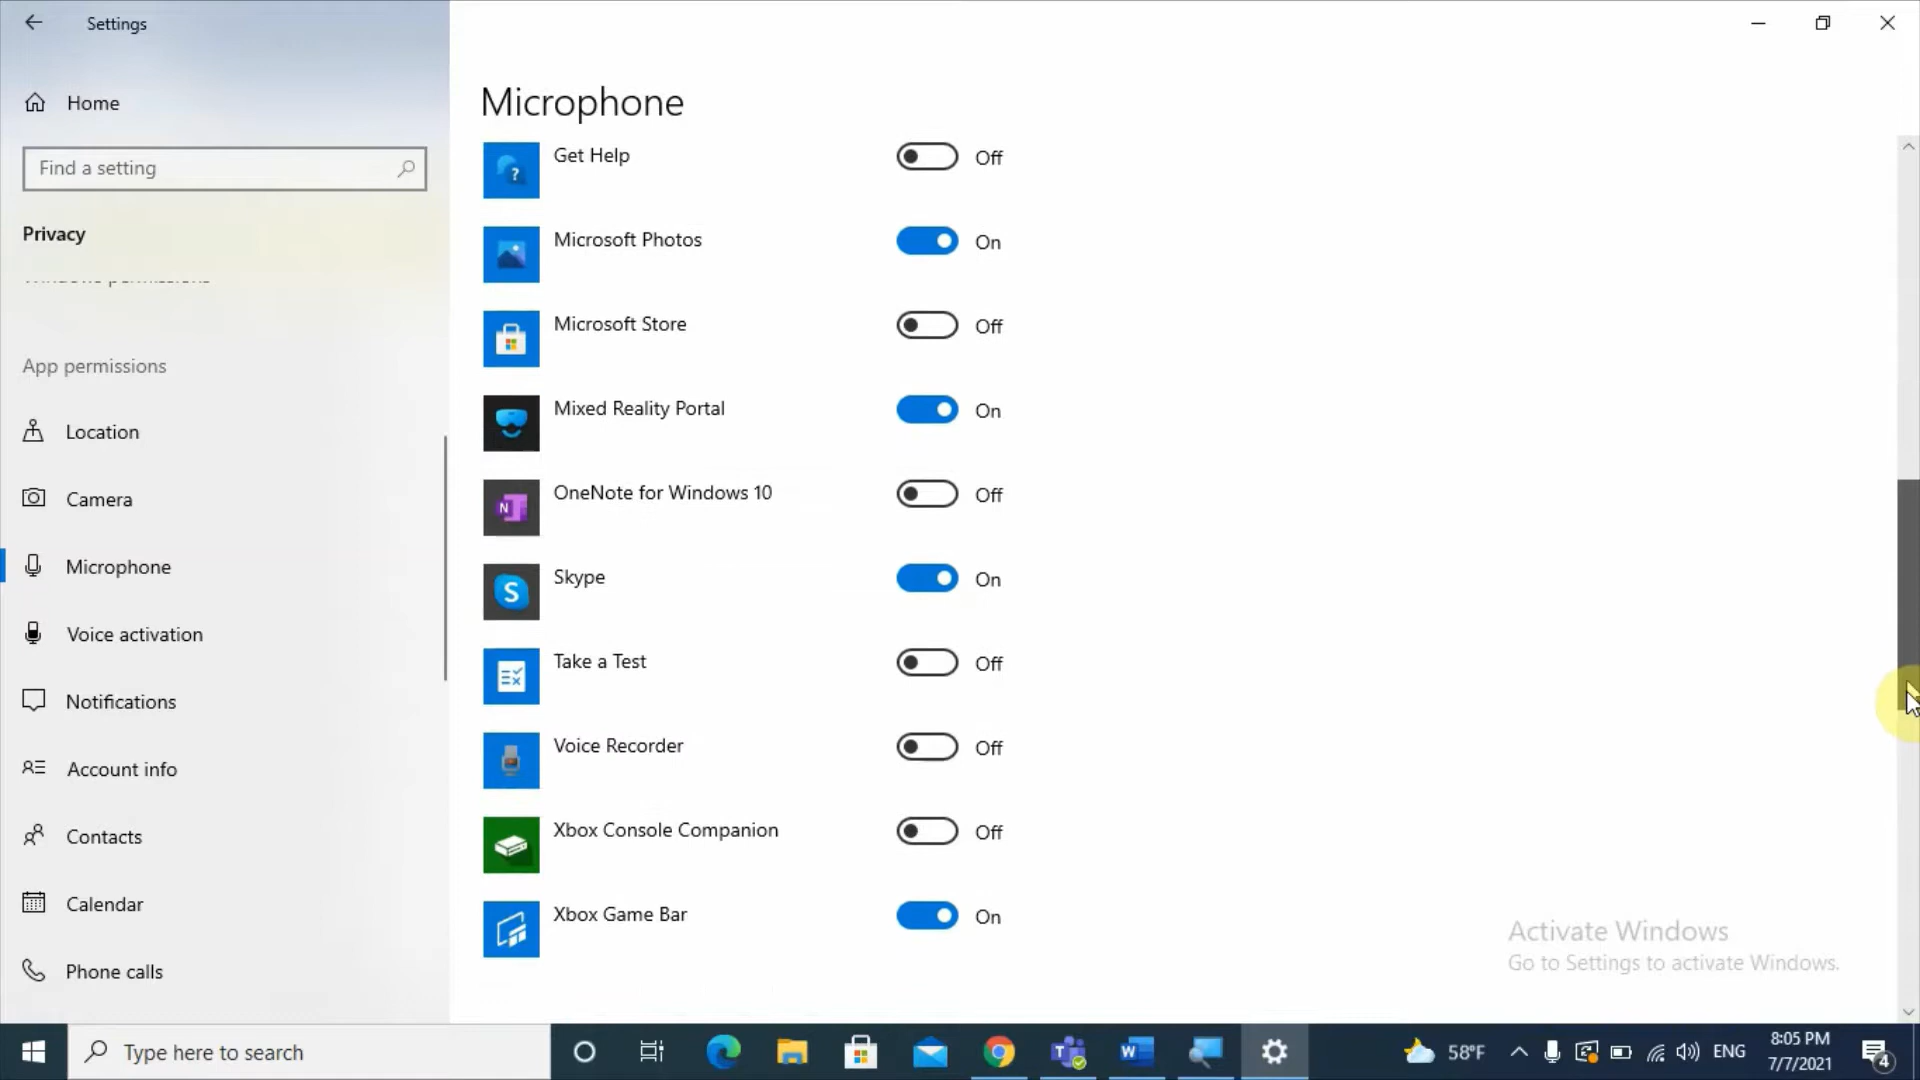 Settings
Home
Find a setting
Privacy
Windows permissions
App permissions
Location
Camera
Microphone
Voice activation
Notifications
Account info
Contacts
Calendar
Phone calls
Microphone
Get Help Off
Microsoft Photos On
Microsoft Store Off
Mixed Reality Portal On
OneNote for Windows 10 Off
Skype On
Take a Test Off
Voice Recorder Off
Xbox Console Companion Off
Xbox Game Bar On
Activate Windows
Go to Settings to activate Windows.
Type here to search
58°F
ENG
8:05 PM
7/7/2021
4